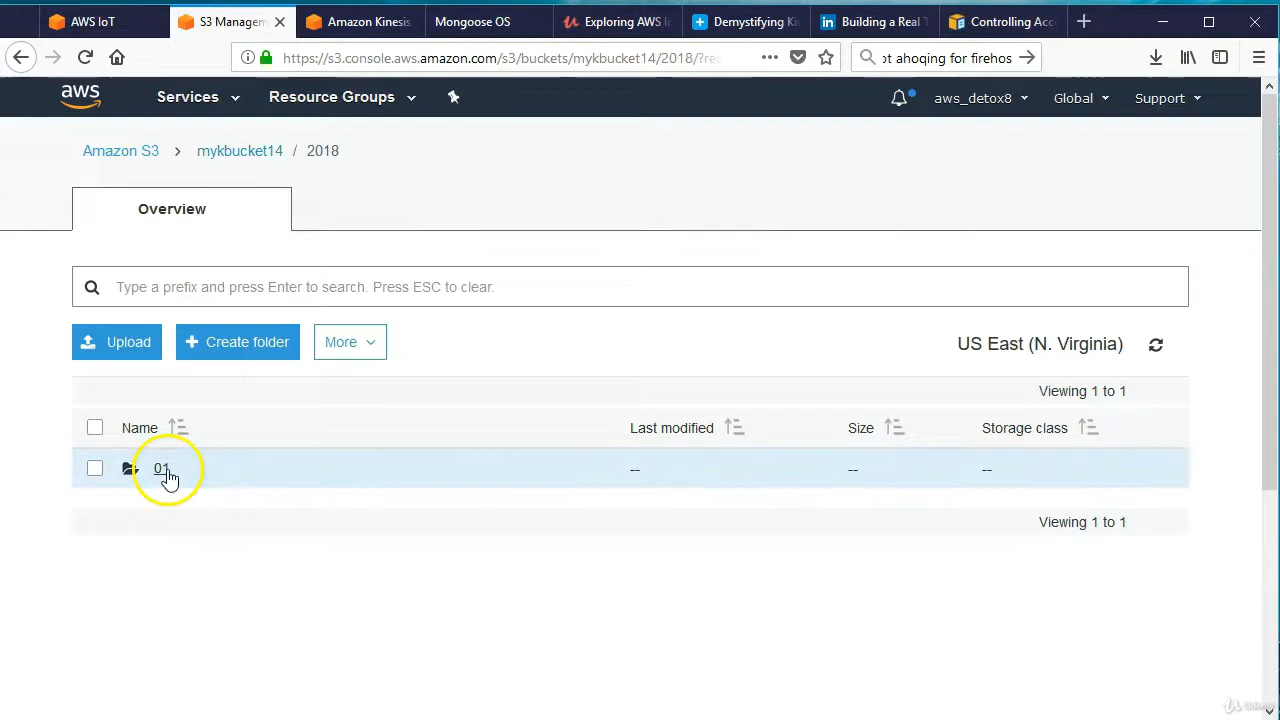 AWS IoT
S3 Managem
Amazon Kinesis
Mongoose OS
Exploring AWS Io
Demystifying Ki
Building a Real T
Controlling Acc
https://s3.console.aws.amazon.com/s3/buckets/mykbucket14/2018/?re
ot ahoqing for firehos
aws
Services
Resource Groups
aws_detox8
Global
Support
Amazon S3 > mykbucket14 / 2018
Overview
Type a prefix and press Enter to search. Press ESC to clear.
Upload
Create folder
More
US East (N. Virginia)
Viewing 1 to 1
Name
Last modified
Size
Storage class
01
--
--
--
Viewing 1 to 1
Udemy